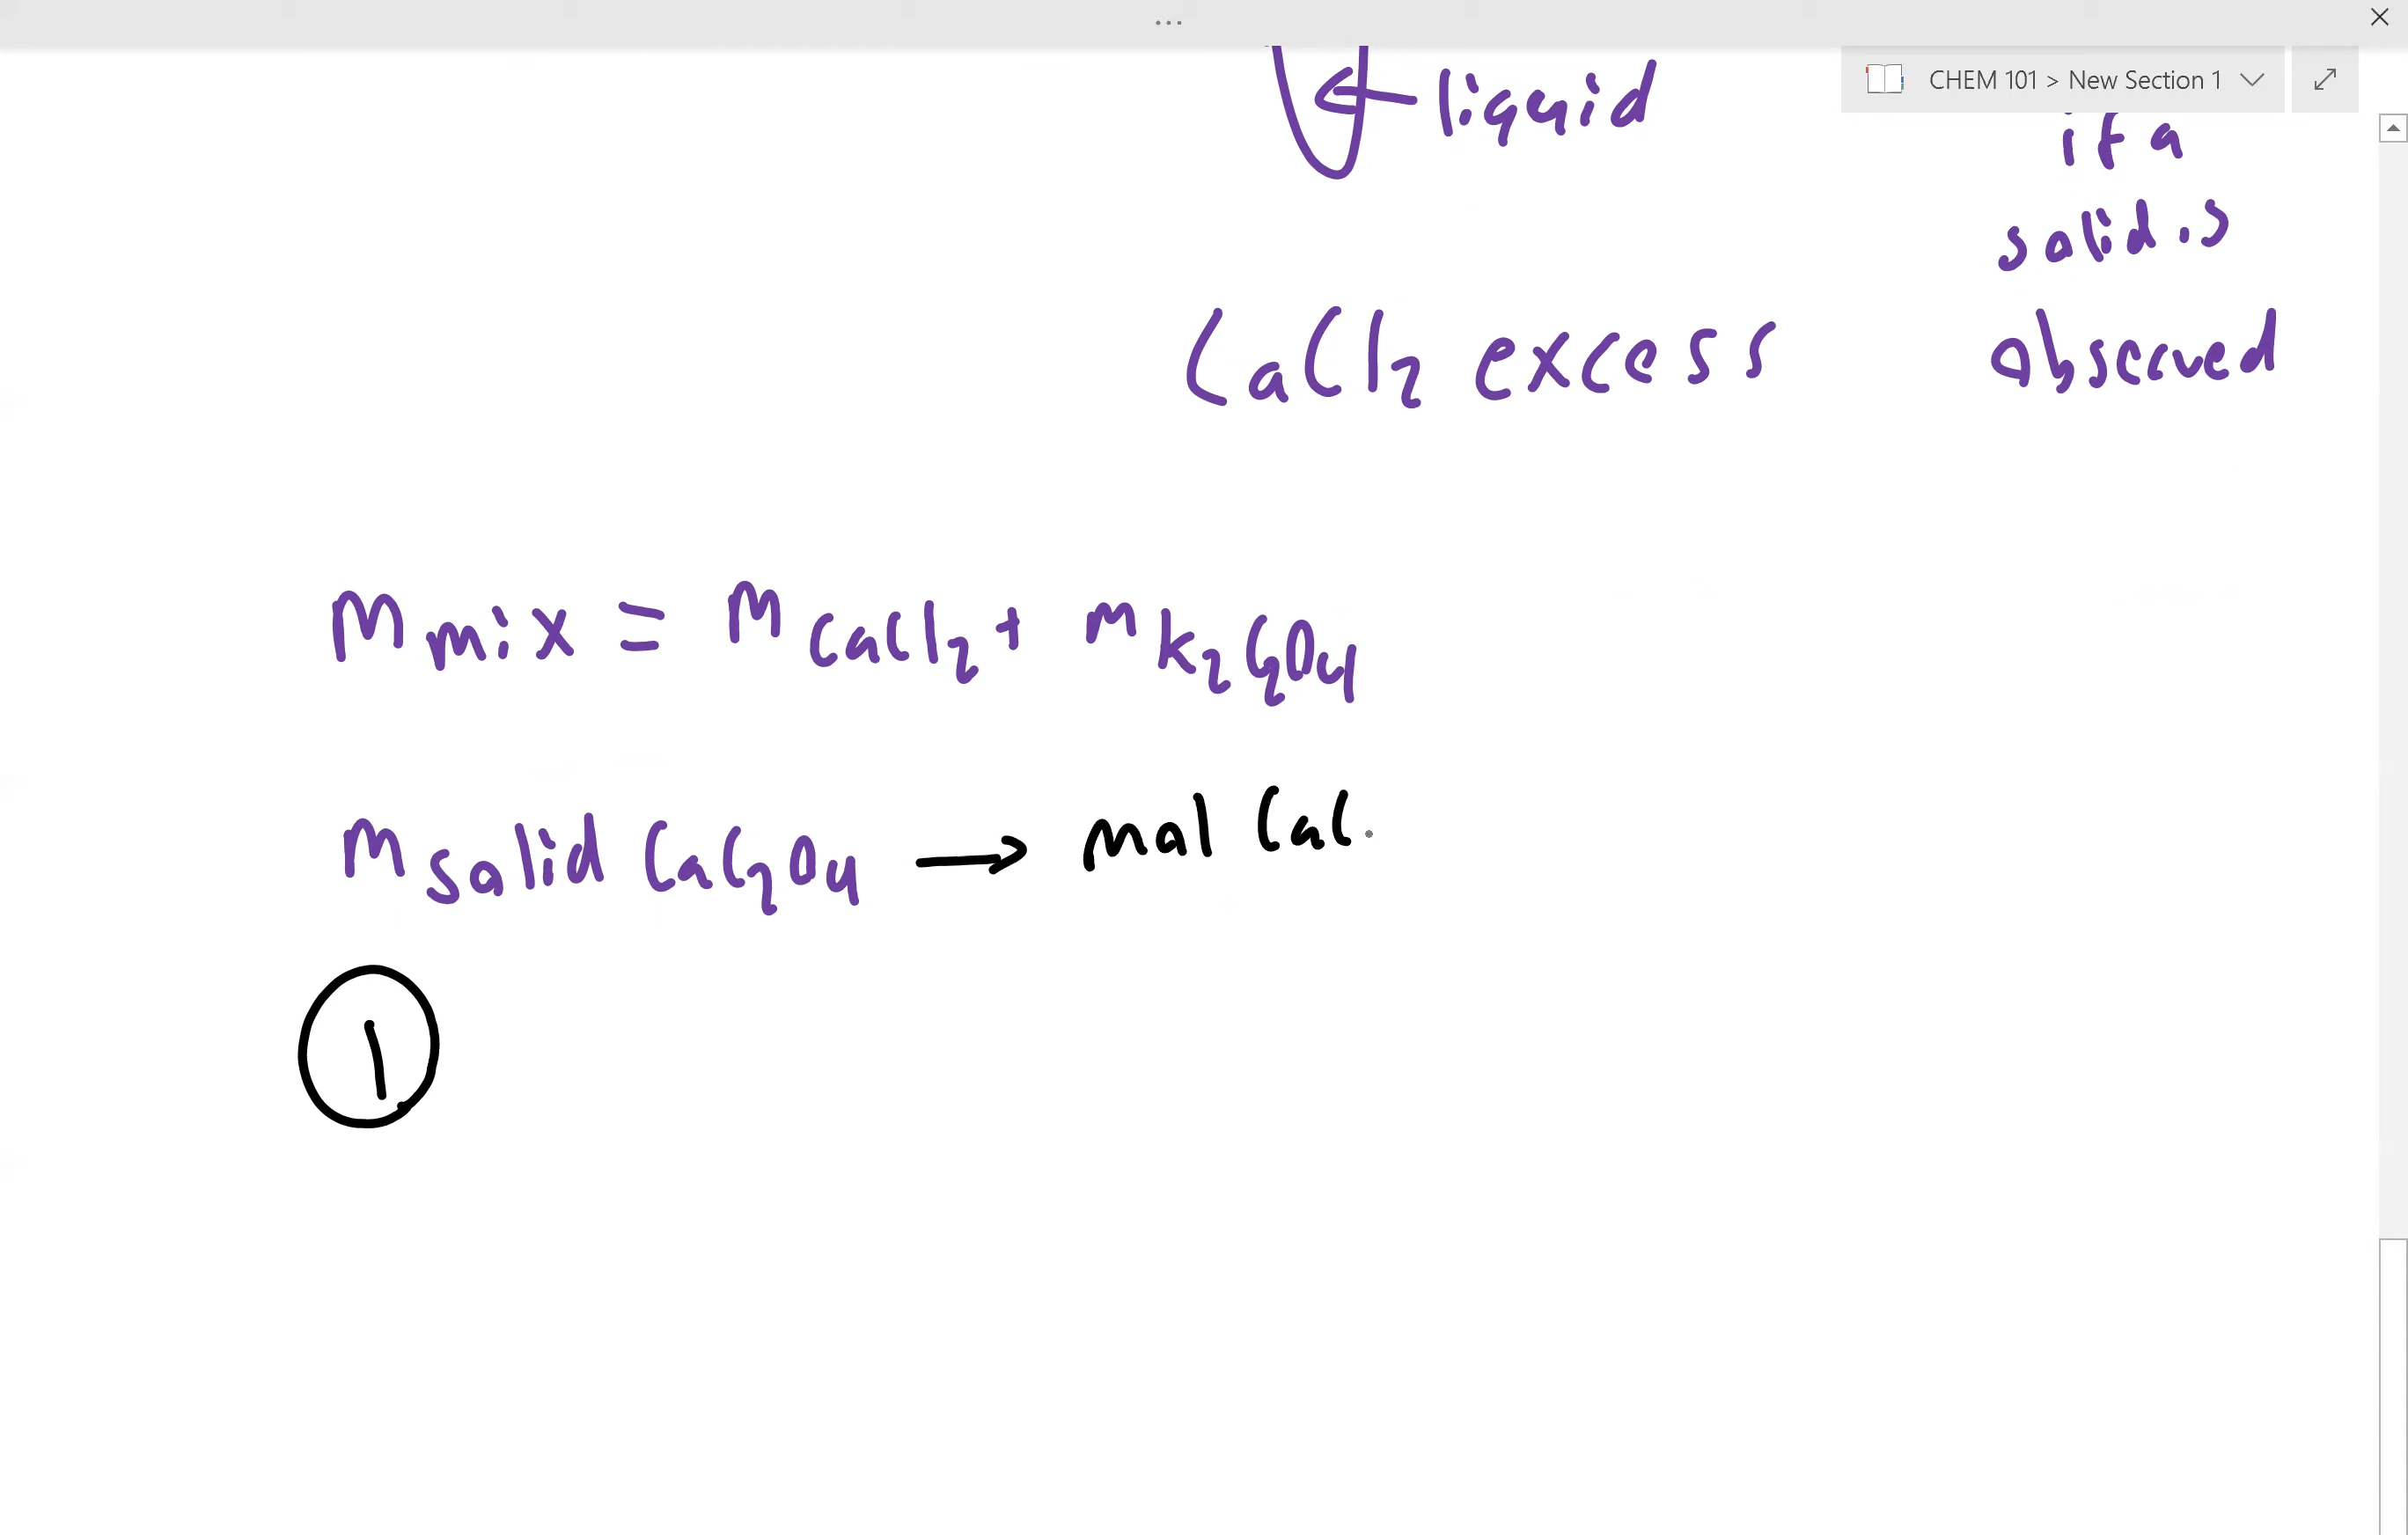 CHEM 101 > New Section 1
liquid
if a
solid is
observed
CaCl2 excess
Mmix = MCaCl2 + mK2C2O4
msolid CaC2O4 → mol CaC
1